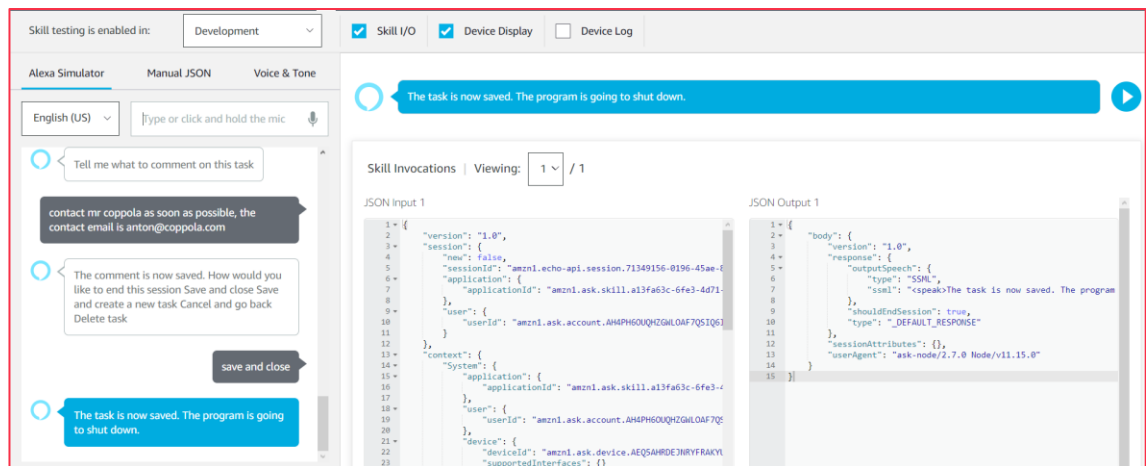 Skill testing is enabled in: Development
Skill I/O Device Display Device Log
Alexa Simulator Manual JSON Voice & Tone
English (US) Type or click and hold the mic
Tell me what to comment on this task
contact mr coppola as soon as possible, the
contact email is anton@coppola.com
The comment is now saved. How would you
like to end this session Save and close Save
and create a new task Cancel and go back
Delete task
save and close
The task is now saved. The program is going
to shut down.
The task is now saved. The program is going to shut down.
Skill Invocations | Viewing: 1 / 1
JSON Input 1
1 {
2 "version": "1.0",
3 "session": {
4 "new": false,
5 "sessionId": "amzn1.echo-api.session.71349156-0196-45ae-8
6 "application": {
7 "applicationId": "amzn1.ask.skill.a13fa63c-6fe3-4d71-
8 },
9 "user": {
10 "userId": "amzn1.ask.account.AH4PH6OUQHZGWLOAF7QSIQ6
11 }
12 },
13 "context": {
14 "System": {
15 "application": {
16 "applicationId": "amzn1.ask.skill.a13fa63c-6fe3-4
17 },
18 "user": {
19 "userId": "amzn1.ask.account.AH4PH6OUQHZGWLOAF7QS
20 },
21 "device": {
22 "deviceId": "amzn1.ask.device.AEQ5AHRDEJNRYFRAKYU
23 "supportedInterfaces": {}
JSON Output 1
1 {
2 "body": {
3 "version": "1.0",
4 "response": {
5 "outputSpeech": {
6 "type": "SSML",
7 "ssml": "<speak>The task is now saved. The program
8 },
9 "shouldEndSession": true,
10 "type": "_DEFAULT_RESPONSE"
11 },
12 "sessionAttributes": {},
13 "userAgent": "ask-node/2.7.0 Node/v11.15.0"
14 }
15 }